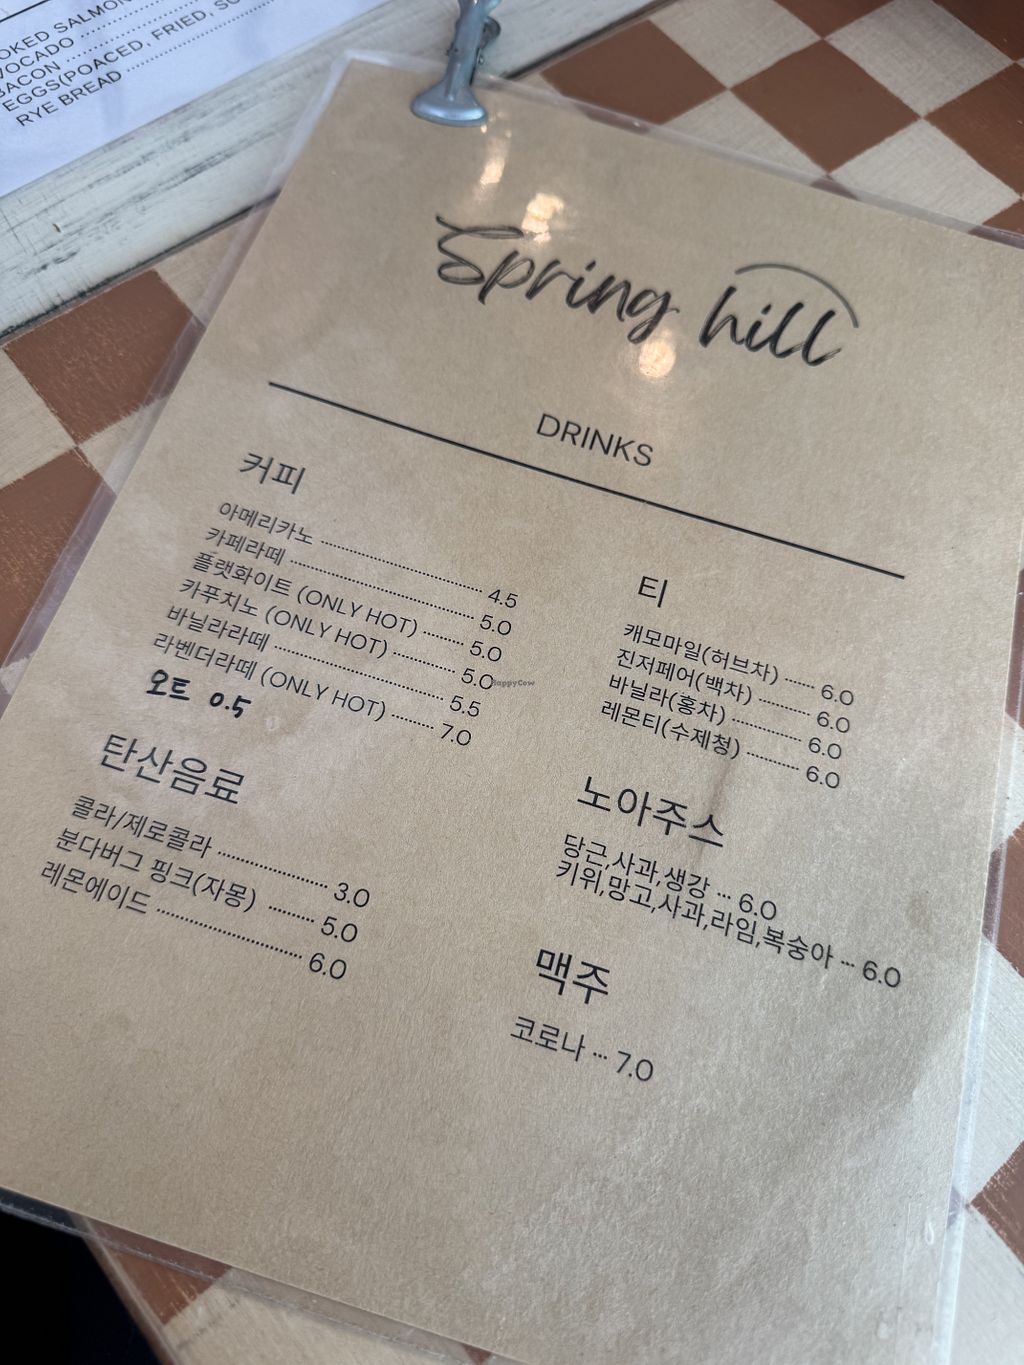 OKED SALMON
VOCADO
BACON
EGGS(POACED, FRIED, SC
RYE BREAD
Spring hill
DRINKS
커피
아메리카노 4.5
카페라떼 5.0
플랫화이트 (ONLY HOT) 5.0
카푸치노 (ONLY HOT) 5.0
바닐라라떼 5.5
라벤더라떼 (ONLY HOT) 7.0
오트 0.5
탄산음료
콜라/제로콜라 3.0
분다버그 핑크(자몽) 5.0
레몬에이드 6.0
티
캐모마일(허브차) 6.0
진저페어(백차) 6.0
바닐라(홍차) 6.0
레몬티(수제청) 6.0
노아주스
당근,사과,생강 ... 6.0
키위,망고,사과,라임,복숭아 ... 6.0
맥주
코로나 ... 7.0
HappyCow